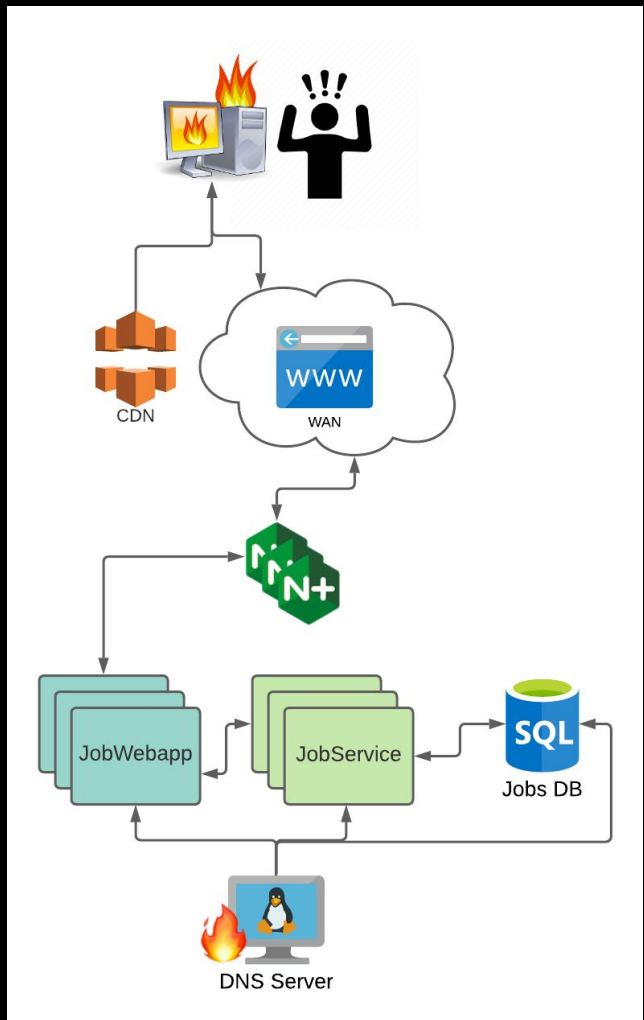 !!!
CDN
WWW
WAN
N
N
N+
JobWebapp
JobService
SQL
Jobs DB
DNS Server